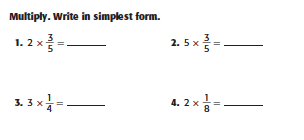 Multiply. Write in simplest form.
1. 2 × 3/5 = ______
2. 5 × 3/5 = ______
3. 3 × 1/4 = ______
4. 2 × 1/8 = ______